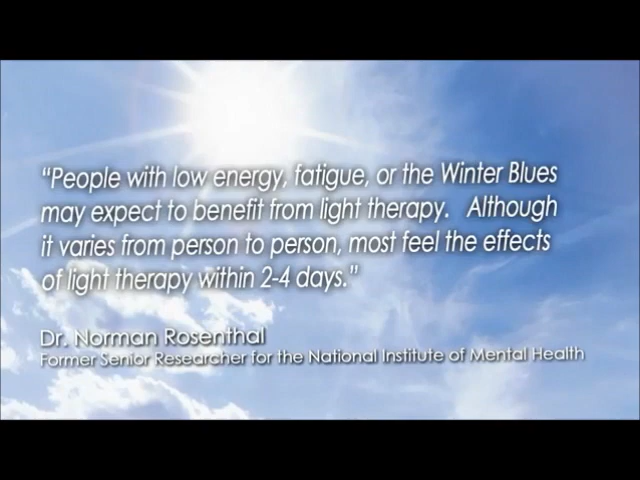 “People with low energy, fatigue, or the Winter Blues
may expect to benefit from light therapy. Although
it varies from person to person, most feel the effects
of light therapy within 2-4 days.”
Dr. Norman Rosenthal
Former Senior Researcher for the National Institute of Mental Health